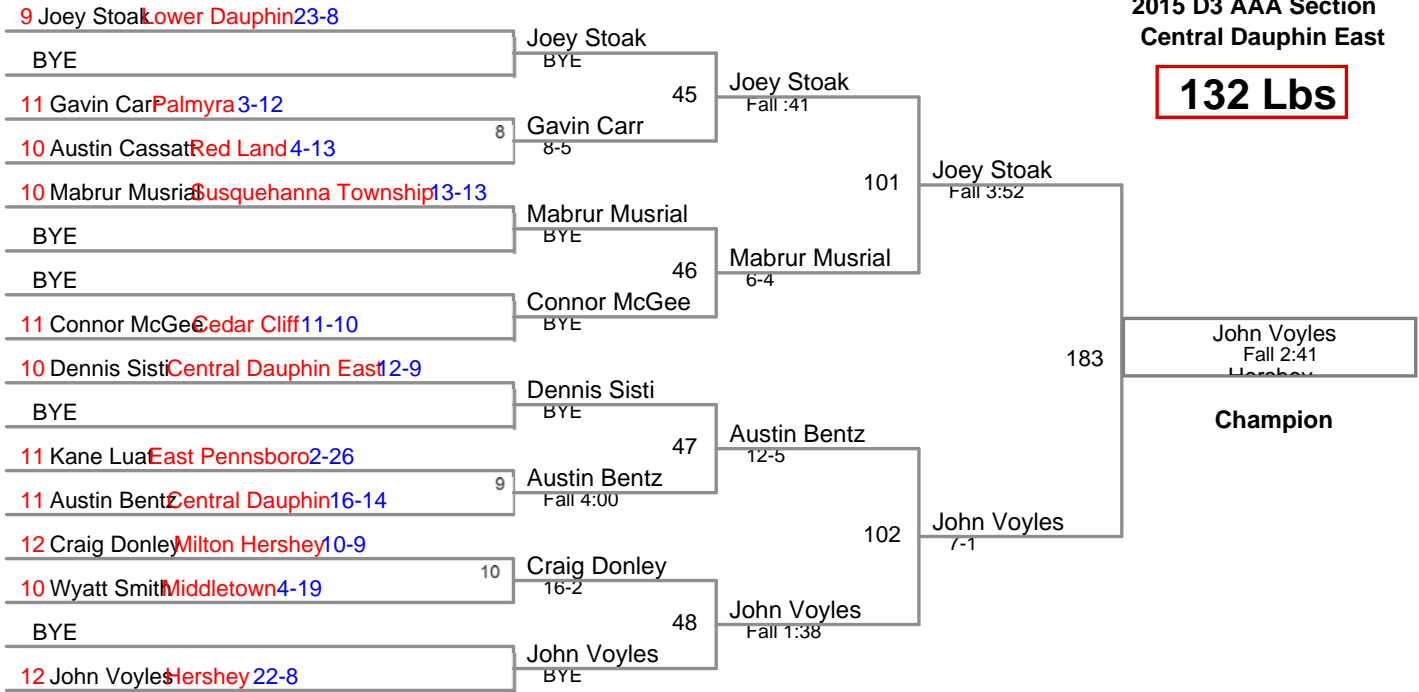 2015 D3 AAA Section
Central Dauphin East
132 Lbs
9 Joey Stoak Lower Dauphin 23-8
BYE
11 Gavin Carr Palmyra 3-12
10 Austin Cassatt Red Land 4-13
10 Mabrur Musrial Susquehanna Township 13-13
BYE
BYE
11 Connor McGee Cedar Cliff 11-10
10 Dennis Sisti Central Dauphin East 12-9
BYE
11 Kane Luat East Pennsboro 2-26
11 Austin Bentz Central Dauphin 16-14
12 Craig Donley Milton Hershey 10-9
10 Wyatt Smith Middletown 4-19
BYE
12 John Voyles Hershey 22-8
Joey Stoak
BYE
8
Gavin Carr
8-5
Mabrur Musrial
BYE
Connor McGee
BYE
Dennis Sisti
BYE
9
Austin Bentz
Fall 4:00
10
Craig Donley
16-2
John Voyles
BYE
45
Joey Stoak
Fall :41
46
Mabrur Musrial
6-4
47
Austin Bentz
12-5
48
John Voyles
Fall 1:38
101
Joey Stoak
Fall 3:52
102
John Voyles
7-1
183
John Voyles
Fall 2:41
Hershey
Champion